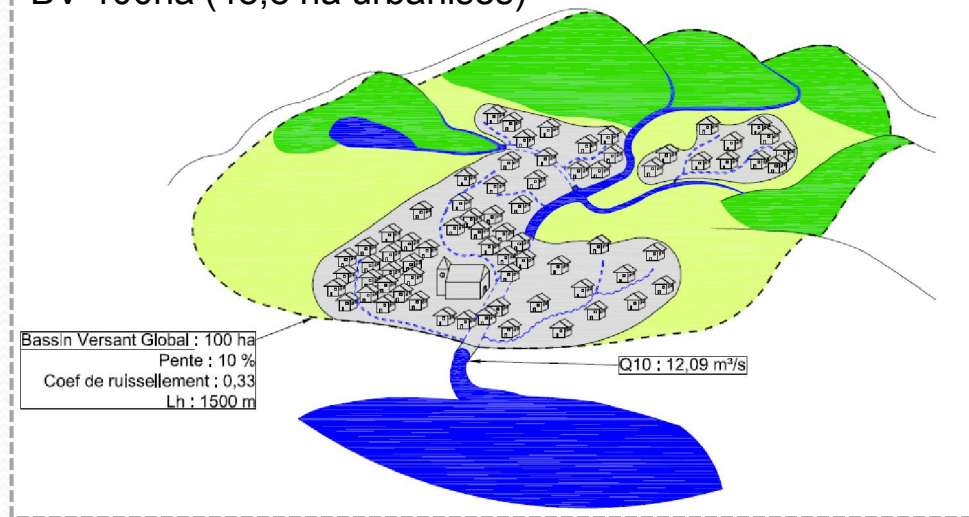 Bassin Versant Global : 100 ha
Pente : 10 %
Coef de ruissellement : 0,33
Lh : 1500 m
Q10 : 12,09 m³/s